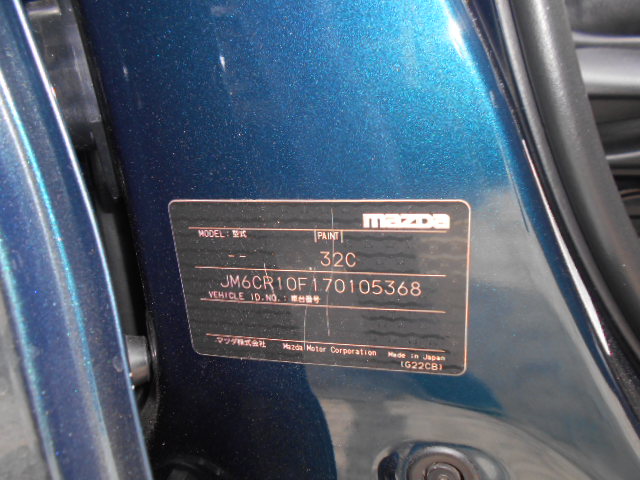 mazda
MODEL: 型式 PAINT
-- 32C
JM6CR10F170105368
VEHICLE ID.NO.: 車台番号
マツダ株式会社 Mazda Motor Corporation Made in Japan
(G22CB)